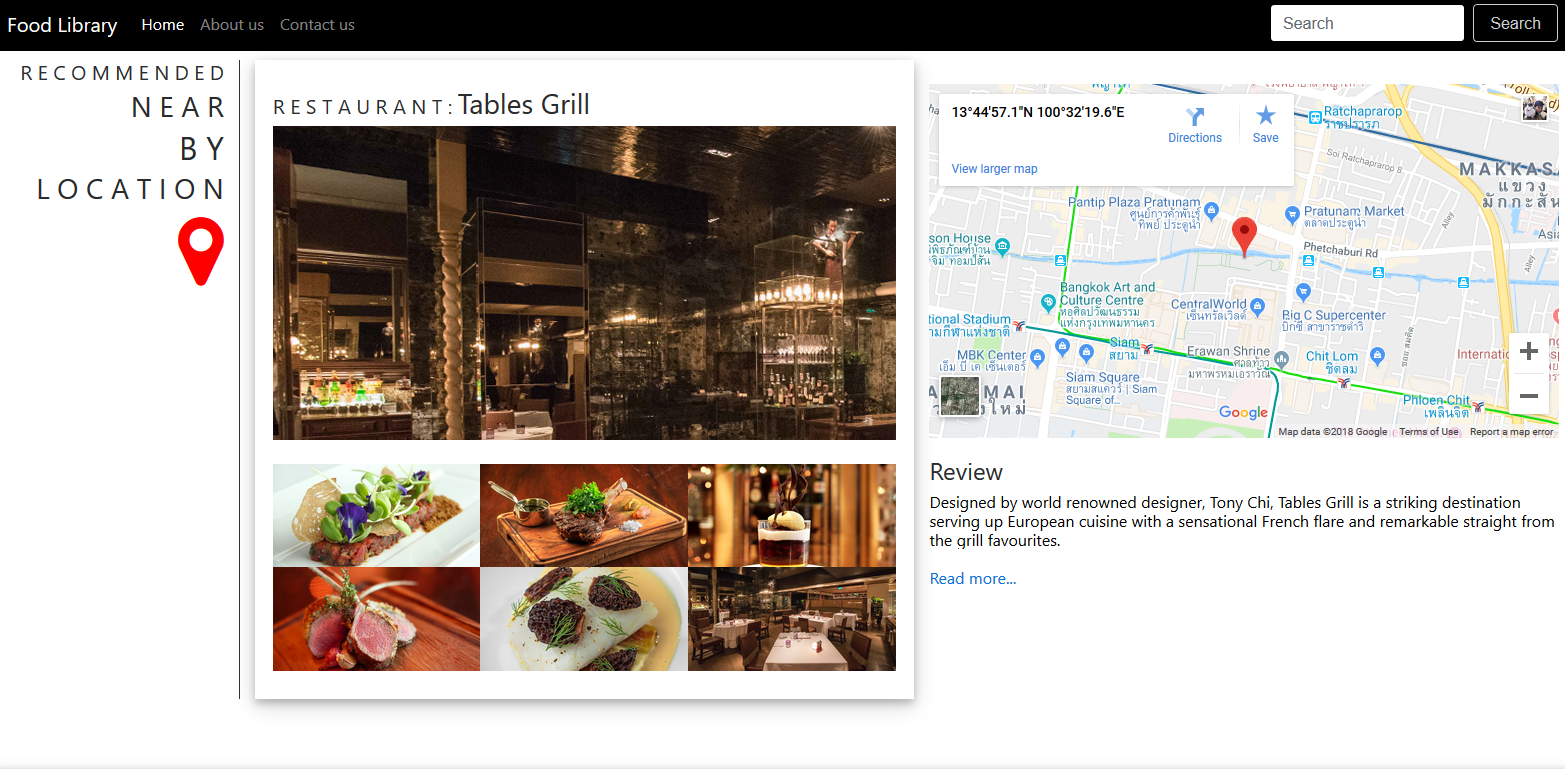 Food Library Home About us Contact us Search Search
RECOMMENDED
NEAR
BY
LOCATION
RESTAURANT: Tables Grill
13°44'57.1"N 100°32'19.6"E
Directions
Save
View larger map
Ratchaprarop
ราชปรารภ
Soi Ratchaprarop 8
MAKKASA
แขวง
มักกะสัน
Pantip Plaza Pratunam
ศูนย์การค้าพันธุ์
ทิพย์ ประตูน้ำ
Pratunam Market
ตลาดประตูน้ำ
Alley
Asia
son House
พิพิธภัณฑ์บ้าน
จิม ทอมป์สัน
Phetchaburi Rd
Alley
Bangkok Art and
Culture Centre
หอศิลปวัฒนธรรม
แห่งกรุงเทพมหานคร
CentralWorld
เซ็นทรัลเวิลด์
Big C Supercenter
บิ๊กซี สาขาราชดำริ
tional Stadium
ามกีฬาแห่งชาติ
Siam
สยาม
MBK Center
เอ็ม บี เค เซ็นเตอร์
Erawan Shrine
ศาลท้าว
มหาพรหมเอราวัณ
Chit Lom
ชิดลม
Internatio
Siam Square
สยามสแควร์ | Siam
Square of...
MAI
ใหม่
Phloen Chit
เพลินจิต
Google
Map data ©2018 Google Terms of Use Report a map error
Review
Designed by world renowned designer, Tony Chi, Tables Grill is a striking destination
serving up European cuisine with a sensational French flare and remarkable straight from
the grill favourites.
Read more...